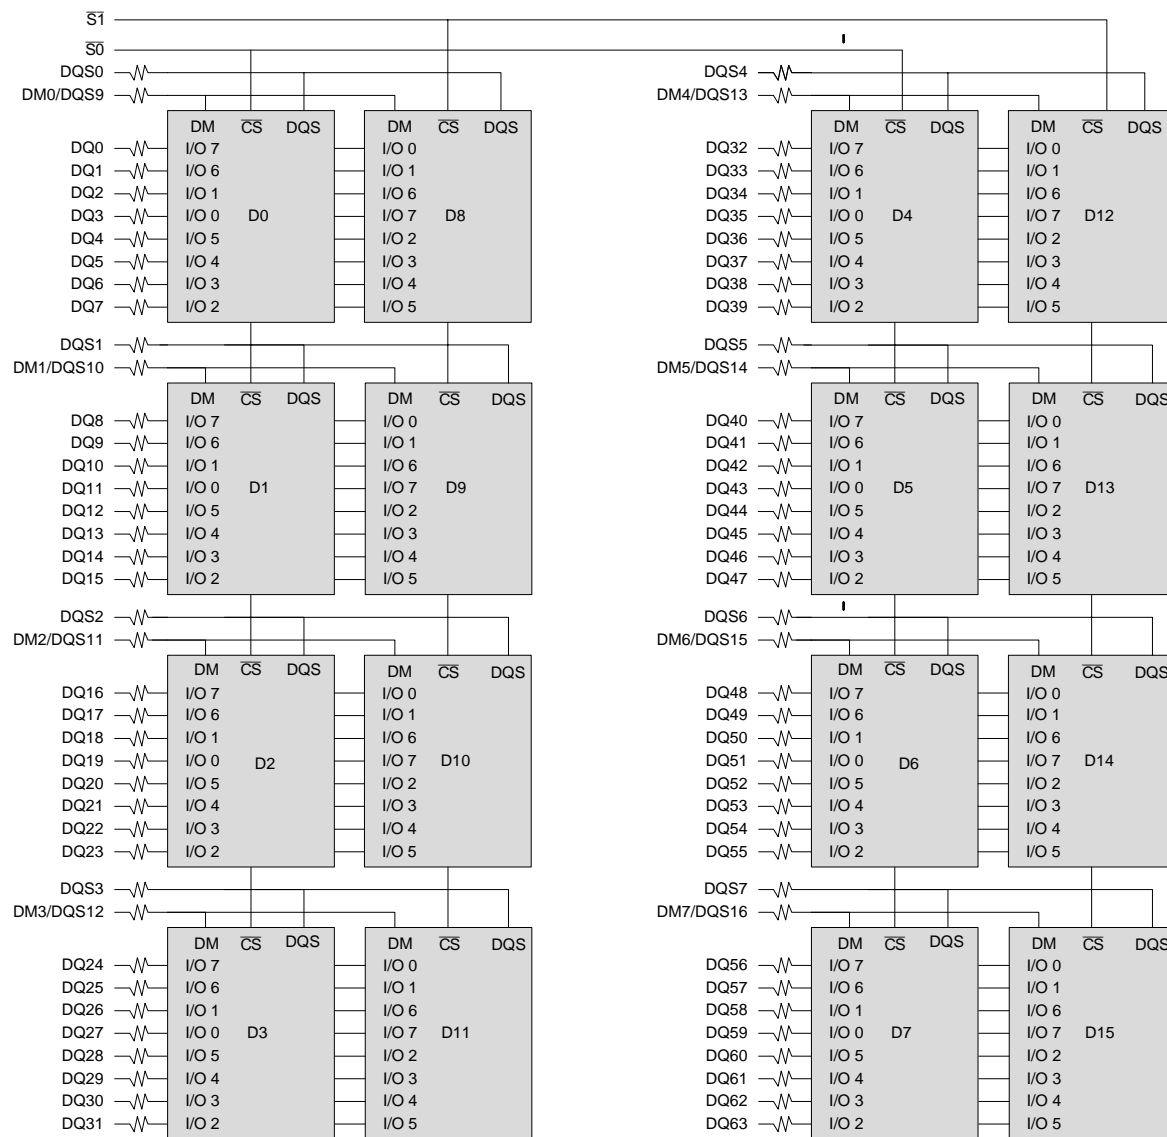 S1
S0
DQS0
DM0/DQS9
DM CS DQS
DM CS DQS
DQ0 I/O 7 I/O 0
DQ1 I/O 6 I/O 1
DQ2 I/O 1 I/O 6
DQ3 I/O 0 D0 I/O 7 D8
DQ4 I/O 5 I/O 2
DQ5 I/O 4 I/O 3
DQ6 I/O 3 I/O 4
DQ7 I/O 2 I/O 5
DQS1
DM1/DQS10
DM CS DQS
DM CS DQS
DQ8 I/O 7 I/O 0
DQ9 I/O 6 I/O 1
DQ10 I/O 1 I/O 6
DQ11 I/O 0 D1 I/O 7 D9
DQ12 I/O 5 I/O 2
DQ13 I/O 4 I/O 3
DQ14 I/O 3 I/O 4
DQ15 I/O 2 I/O 5
DQS2
DM2/DQS11
DM CS DQS
DM CS DQS
DQ16 I/O 7 I/O 0
DQ17 I/O 6 I/O 1
DQ18 I/O 1 I/O 6
DQ19 I/O 0 D2 I/O 7 D10
DQ20 I/O 5 I/O 2
DQ21 I/O 4 I/O 3
DQ22 I/O 3 I/O 4
DQ23 I/O 2 I/O 5
DQS3
DM3/DQS12
DM CS DQS
DM CS DQS
DQ24 I/O 7 I/O 0
DQ25 I/O 6 I/O 1
DQ26 I/O 1 I/O 6
DQ27 I/O 0 D3 I/O 7 D11
DQ28 I/O 5 I/O 2
DQ29 I/O 4 I/O 3
DQ30 I/O 3 I/O 4
DQ31 I/O 2 I/O 5
DQS4
DM4/DQS13
DM CS DQS
DM CS DQS
DQ32 I/O 7 I/O 0
DQ33 I/O 6 I/O 1
DQ34 I/O 1 I/O 6
DQ35 I/O 0 D4 I/O 7 D12
DQ36 I/O 5 I/O 2
DQ37 I/O 4 I/O 3
DQ38 I/O 3 I/O 4
DQ39 I/O 2 I/O 5
DQS5
DM5/DQS14
DM CS DQS
DM CS DQS
DQ40 I/O 7 I/O 0
DQ41 I/O 6 I/O 1
DQ42 I/O 1 I/O 6
DQ43 I/O 0 D5 I/O 7 D13
DQ44 I/O 5 I/O 2
DQ45 I/O 4 I/O 3
DQ46 I/O 3 I/O 4
DQ47 I/O 2 I/O 5
DQS6
DM6/DQS15
DM CS DQS
DM CS DQS
DQ48 I/O 7 I/O 0
DQ49 I/O 6 I/O 1
DQ50 I/O 1 I/O 6
DQ51 I/O 0 D6 I/O 7 D14
DQ52 I/O 5 I/O 2
DQ53 I/O 4 I/O 3
DQ54 I/O 3 I/O 4
DQ55 I/O 2 I/O 5
DQS7
DM7/DQS16
DM CS DQS
DM CS DQS
DQ56 I/O 7 I/O 0
DQ57 I/O 6 I/O 1
DQ58 I/O 1 I/O 6
DQ59 I/O 0 D7 I/O 7 D15
DQ60 I/O 5 I/O 2
DQ61 I/O 4 I/O 3
DQ62 I/O 3 I/O 4
DQ63 I/O 2 I/O 5